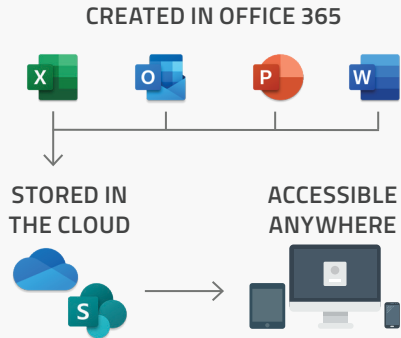 CREATED IN OFFICE 365
X
O
P
W
STORED IN
THE CLOUD
ACCESSIBLE
ANYWHERE
S